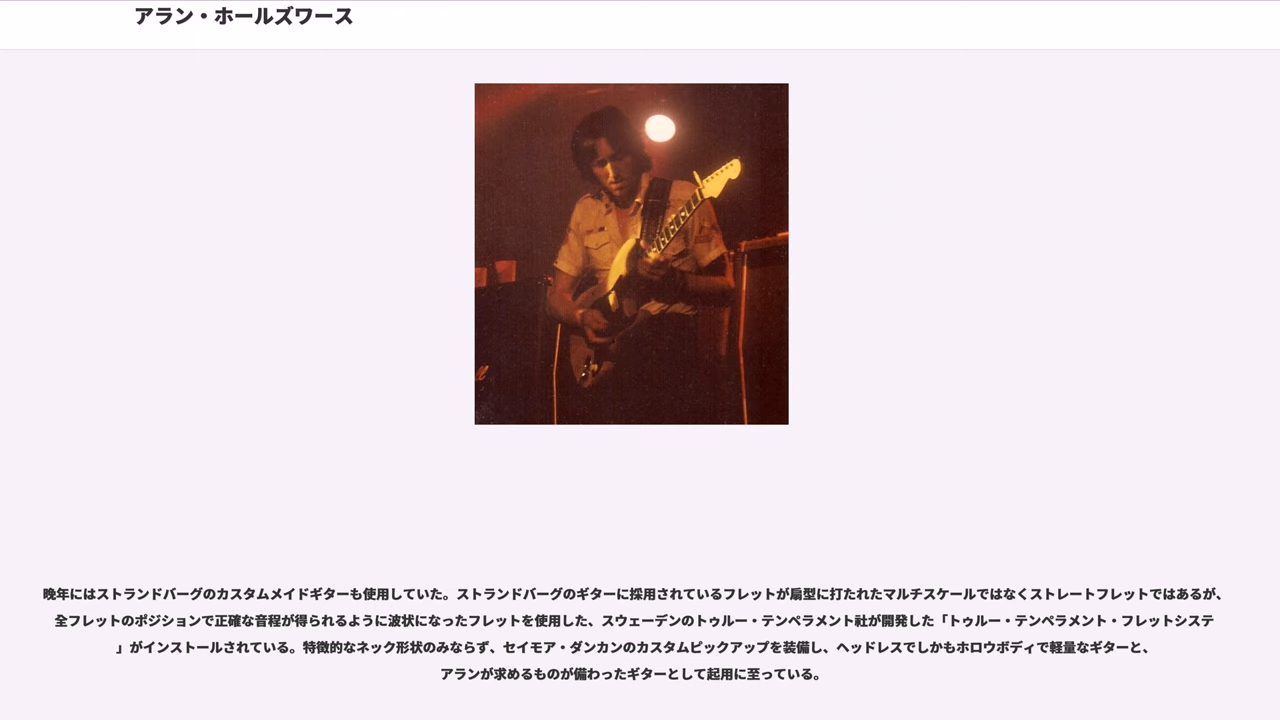 アラン・ホールズワース
晩年にはストランドバーグのカスタムメイドギターも使用していた。ストランドバーグのギターに採用されているフレットが扇型に打たれたマルチスケールではなくストレートフレットではあるが、
全フレットのポジションで正確な音程が得られるように波状になったフレットを使用した、スウェーデンのトゥルー・テンペラメント社が開発した「トゥルー・テンペラメント・フレットシステ
」がインストールされている。特徴的なネック形状のみならず、セイモア・ダンカンのカスタムピックアップを装備し、ヘッドレスでしかもホロウボディで軽量なギターと、
アランが求めるものが備わったギターとして起用に至っている。